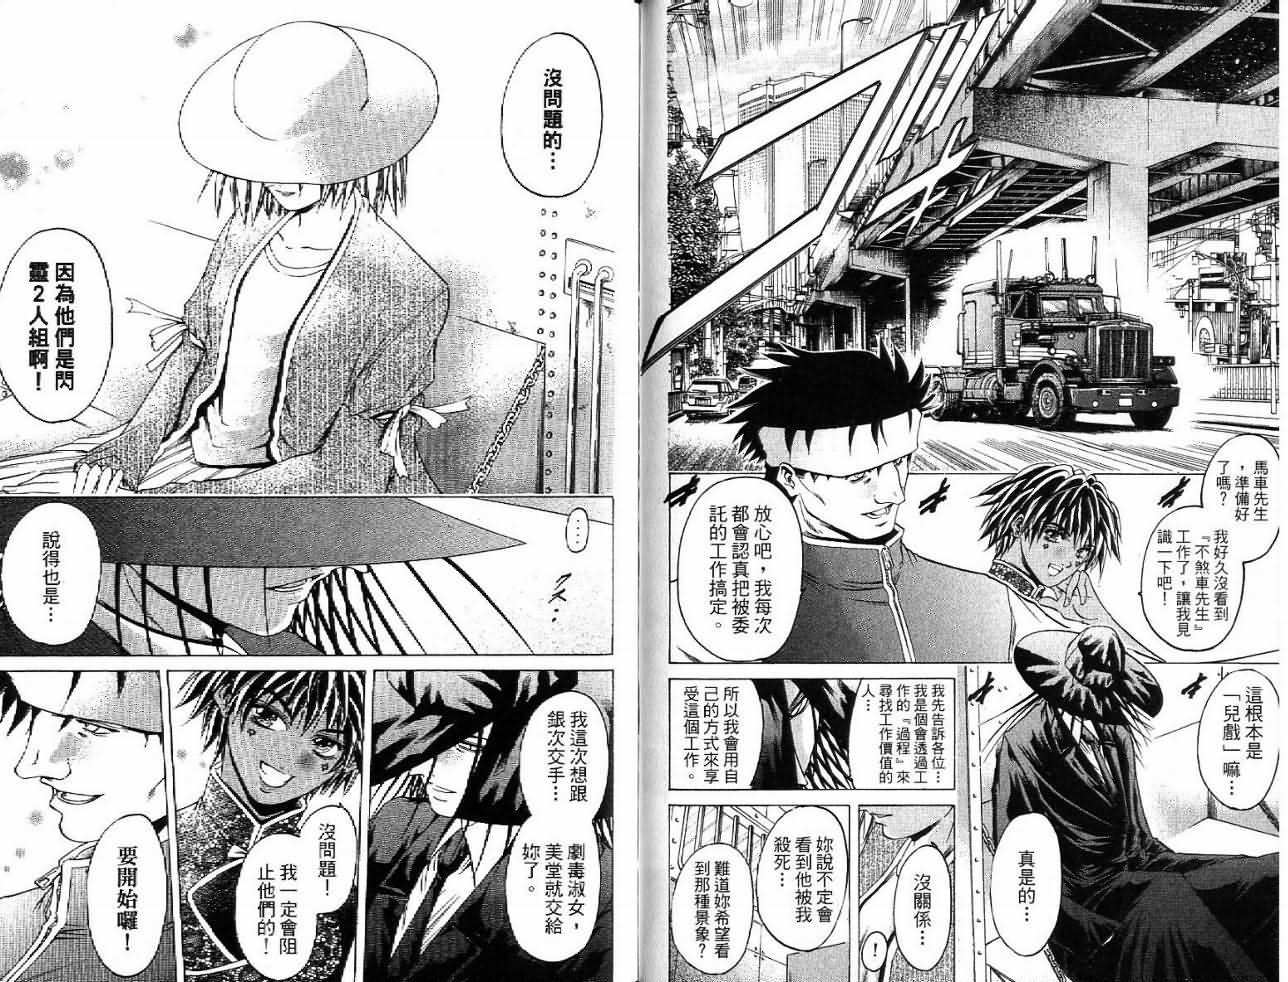 馬車先生
，準備好
了嗎？
我好久沒看到
『不煞車先生』
工作了，讓我見
識一下吧！
放心吧，我每次
都會認真把被委
託的工作搞定。
這根本是
「兒戲」嘛…
真是的…
我先告訴各位…
我是個會透過工
作的『過程』來
尋找工作價值的
人…
所以我會用自
己的方式來享
受這個工作。
沒關係…
！
妳說不定會
看到他被我
殺死…
難道妳希望看
到那種景象？
沒問題的…
因為他們是閃
靈２人組啊！
…
說得也是…
我這次想跟
銀次交手…
劇毒淑女，
美堂就交給
妳了。
沒問題！
我一定會阻
止他們的！
要開始囉！